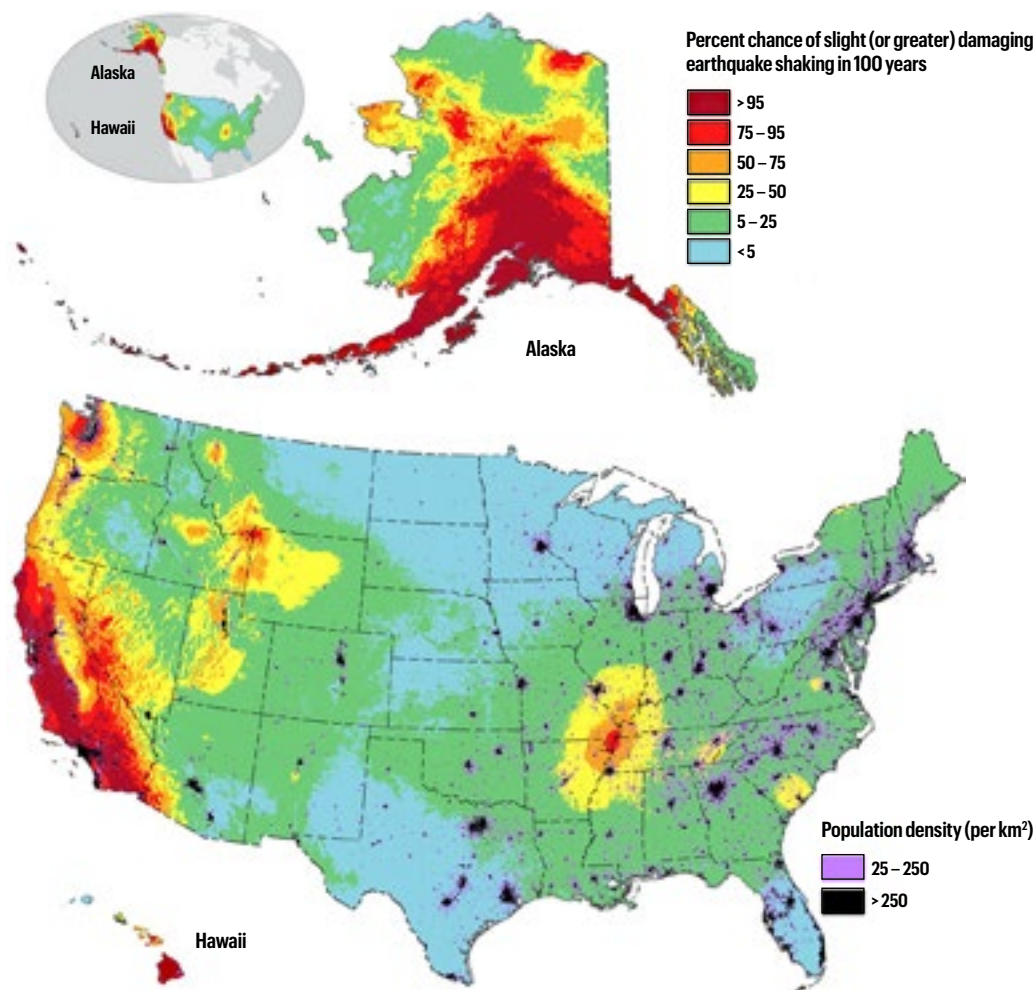 Alaska
Hawaii
Percent chance of slight (or greater) damaging
earthquake shaking in 100 years
> 95
75 – 95
50 – 75
25 – 50
5 – 25
< 5
Alaska
Population density (per km²)
25 – 250
> 250
Hawaii